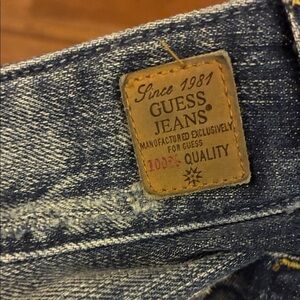 Since 1981
GUESS
JEANS®
MANUFACTURED EXCLUSIVELY
FOR GUESS
100% QUALITY